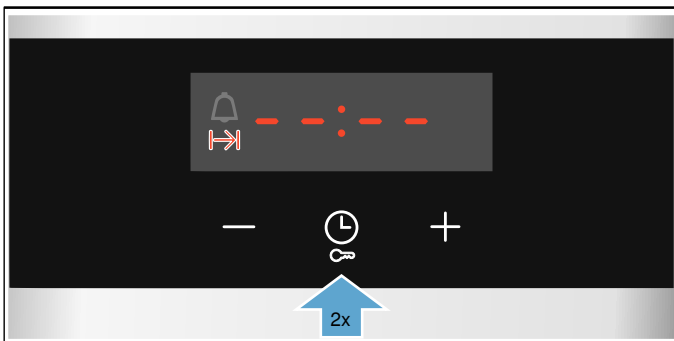 – –:– –
2x